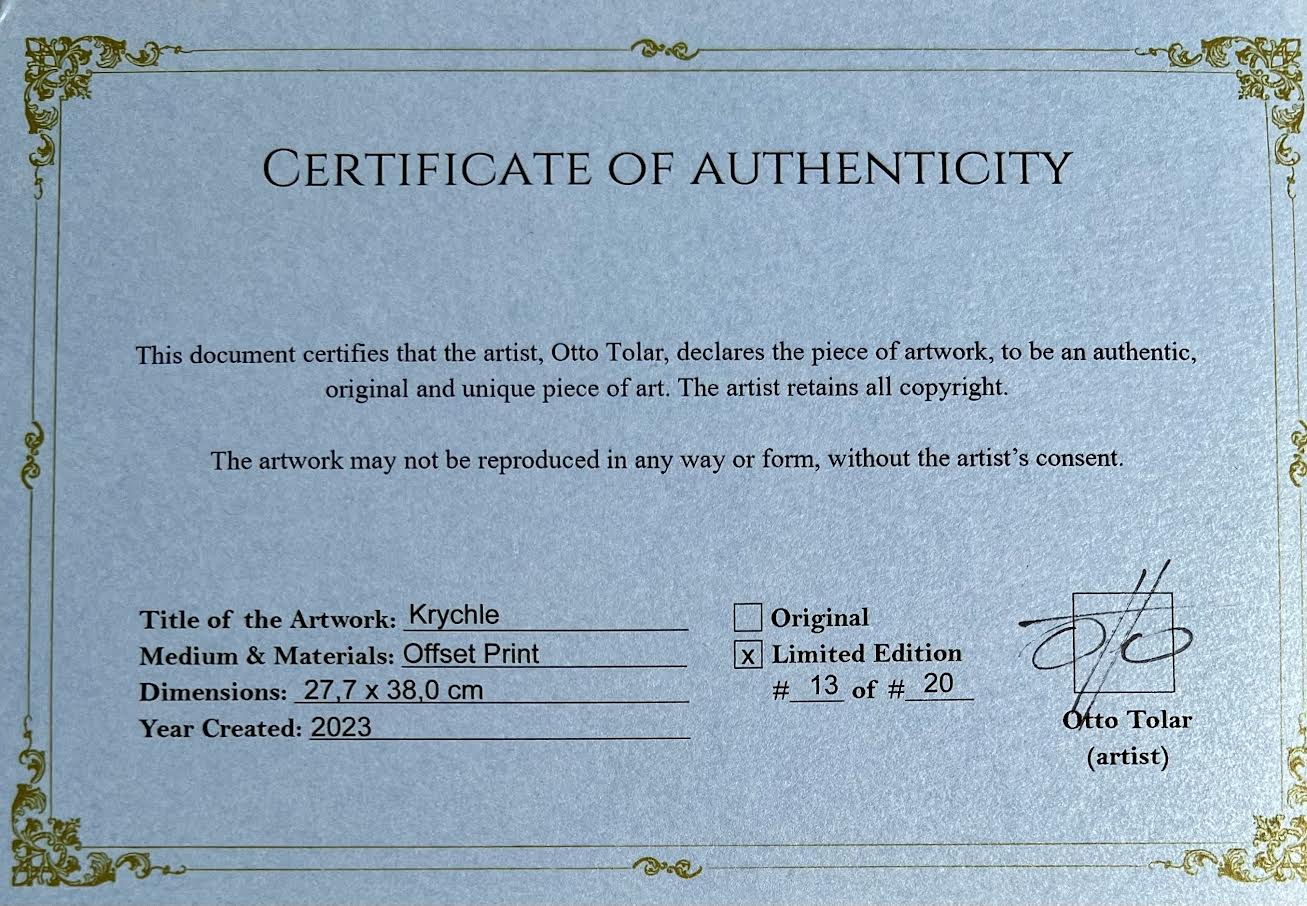 CERTIFICATE OF AUTHENTICITY
This document certifies that the artist, Otto Tolar, declares the piece of artwork, to be an authentic,
original and unique piece of art. The artist retains all copyright.
The artwork may not be reproduced in any way or form, without the artist’s consent.
Title of the Artwork: Krychle
Medium & Materials: Offset Print
Dimensions: 27,7 x 38,0 cm
Year Created: 2023
Original
x Limited Edition
# 13 of # 20
Otto Tolar
(artist)